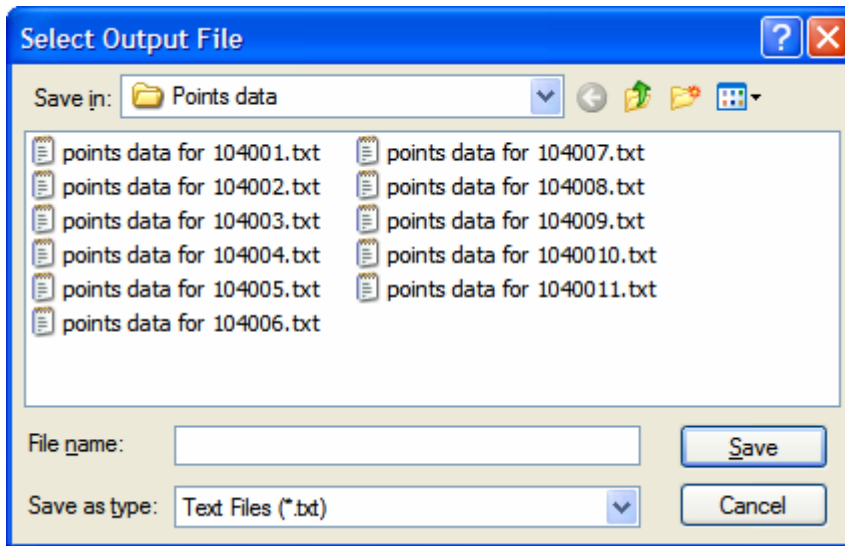 Select Output File
Save in: Points data
points data for 104001.txt
points data for 104002.txt
points data for 104003.txt
points data for 104004.txt
points data for 104005.txt
points data for 104006.txt
points data for 104007.txt
points data for 104008.txt
points data for 104009.txt
points data for 1040010.txt
points data for 1040011.txt
File name:
Save
Save as type: Text Files (*.txt)
Cancel